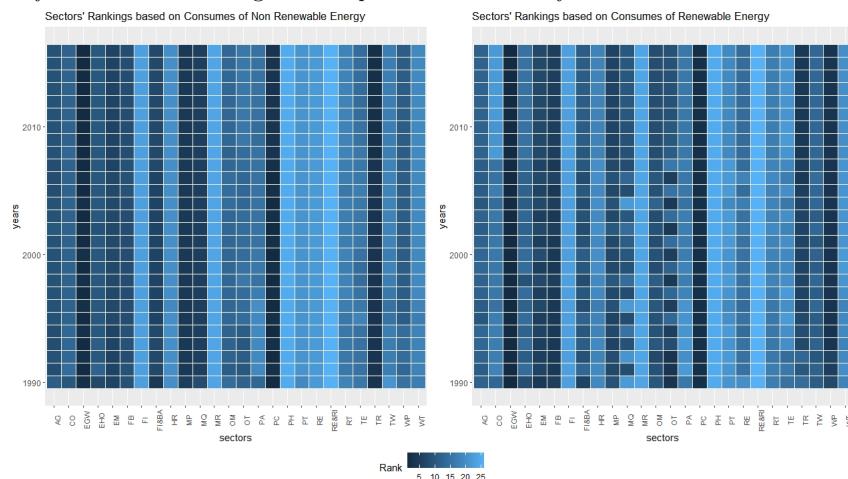 Sectors' Rankings based on Consumes of Non Renewable Energy
years
2010
2000
1990
AO CO EGW EHO EM FB FI FI&BA HR MP MQ MR OM OT PA PC PH PT RE RE&RI RT TE TR TW WP WT
sectors
Sectors' Rankings based on Consumes of Renewable Energy
years
2010
2000
1990
AO CO EGW EHO EM FB FI FI&BA HR MP MQ MR OM OT PA PC PH PT RE RE&RI RT TE TR TW WP
sectors
Rank
5 10 15 20 25